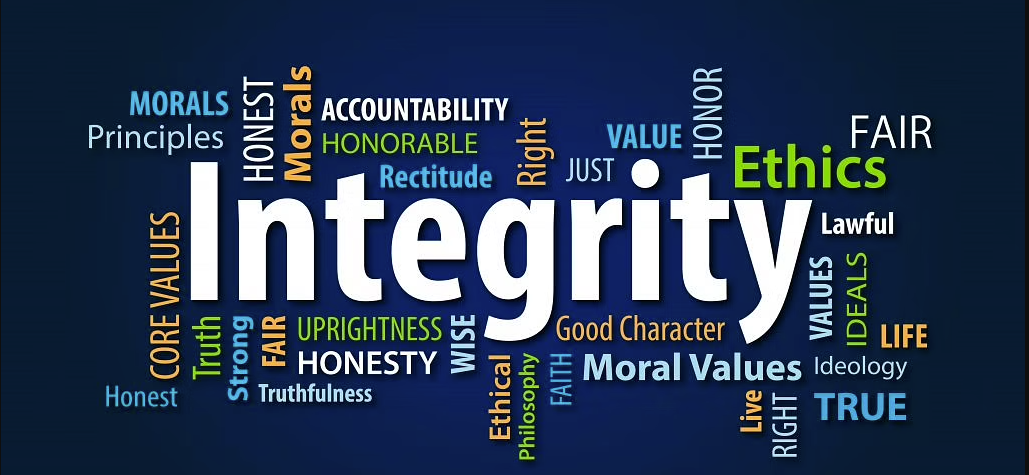 MORALS
Principles
HONEST
Morals
ACCOUNTABILITY
HONORABLE
Rectitude
Right
JUST
VALUE
HONOR
FAIR
Ethics
Integrity
Lawful
CORE VALUES
Truth
Strong
FAIR
UPRIGHTNESS
HONESTY
WISE
Good Character
VALUES
IDEALS
LIFE
Honest
Truthfulness
Ethical
Philosophy
FAITH
Moral Values
Ideology
Live
RIGHT
TRUE